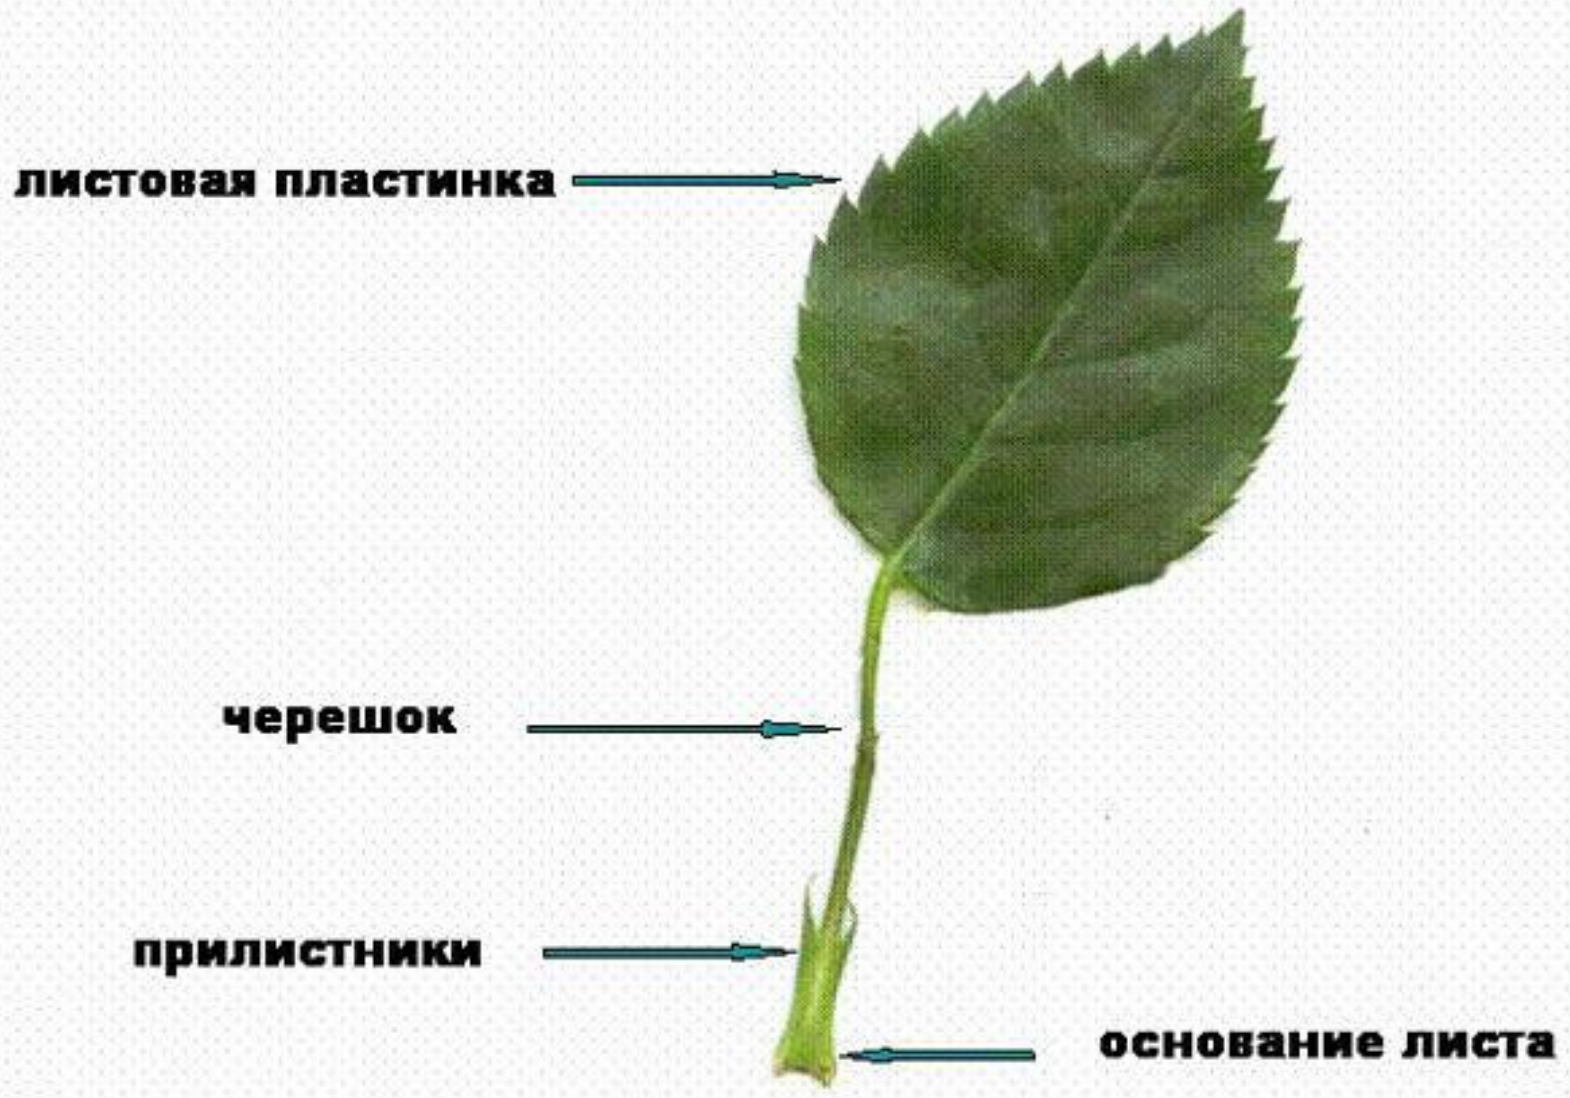 листовая пластинка
черешок
прилистники
основание листа